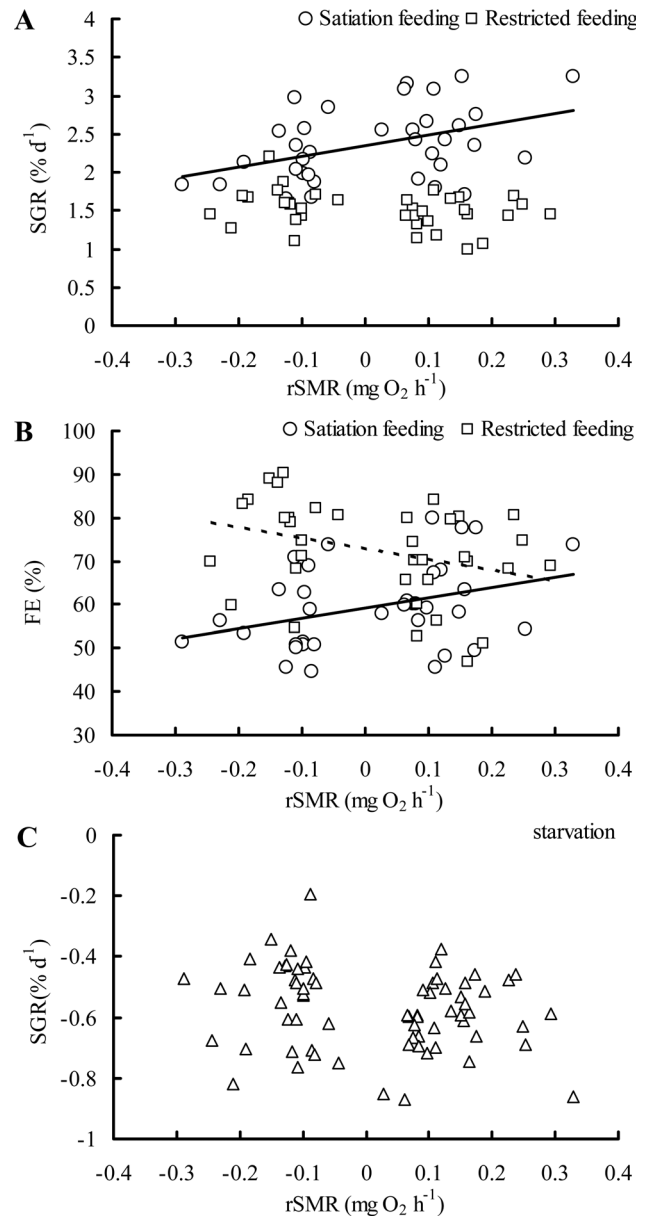 A
Satiation feeding Restricted feeding
4
3.5
3
2.5
2
1.5
1
0.5
0
SGR (% d⁻¹)
-0.4 -0.3 -0.2 -0.1 0 0.1 0.2 0.3 0.4
rSMR (mg O₂ h⁻¹)
B
Satiation feeding Restricted feeding
100
90
80
70
60
50
40
30
FE (%)
-0.4 -0.3 -0.2 -0.1 0 0.1 0.2 0.3 0.4
rSMR (mg O₂ h⁻¹)
C
starvation
0
-0.2
-0.4
-0.6
-0.8
-1
SGR(% d⁻¹)
-0.4 -0.3 -0.2 -0.1 0 0.1 0.2 0.3 0.4
rSMR (mg O₂ h⁻¹)